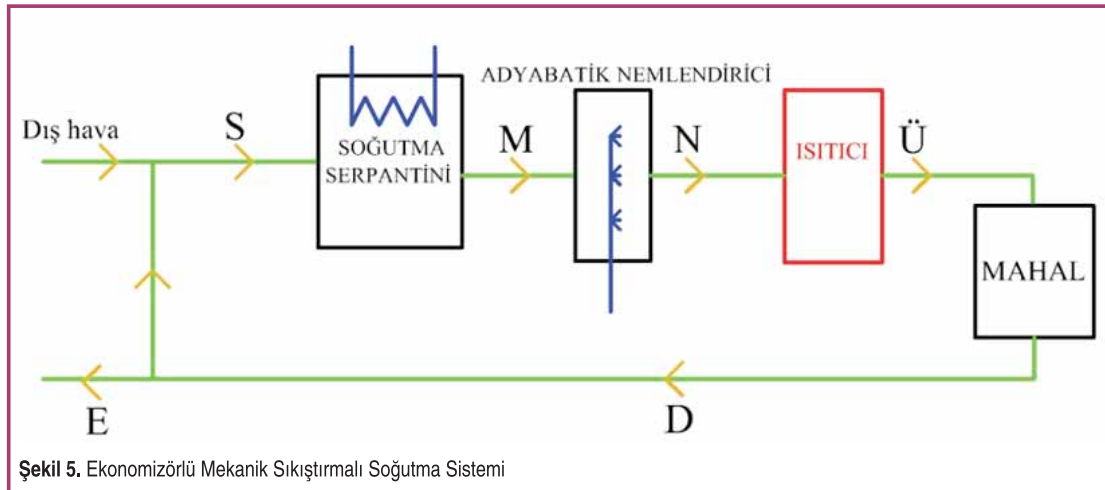 ADYABATİK NEMLENDİRİCİ
Dış hava
S
SOĞUTMA
SERPANTİNİ
M
N
ISITICI
Ü
MAHAL
E
D
Şekil 5. Ekonomizörlü Mekanik Sıkıştırmalı Soğutma Sistemi